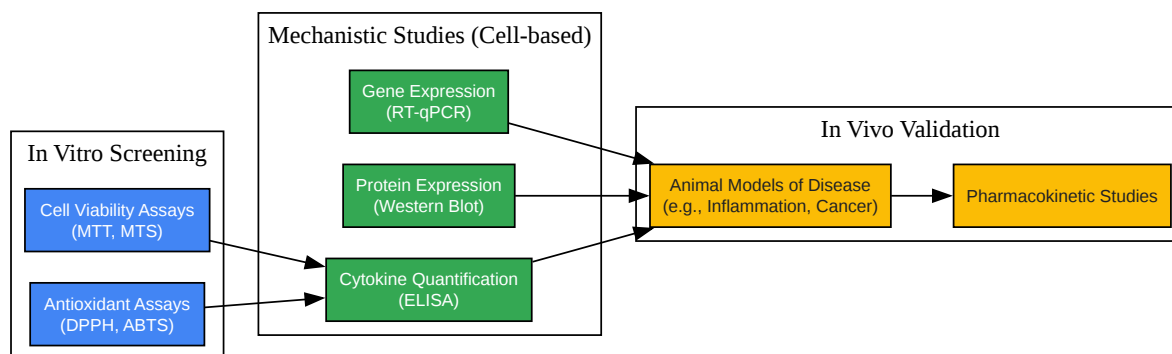 In Vitro Screening
Cell Viability Assays
(MTT, MTS)
Antioxidant Assays
(DPPH, ABTS)
Mechanistic Studies (Cell-based)
Gene Expression
(RT-qPCR)
Protein Expression
(Western Blot)
Cytokine Quantification
(ELISA)
In Vivo Validation
Animal Models of Disease
(e.g., Inflammation, Cancer)
Pharmacokinetic Studies